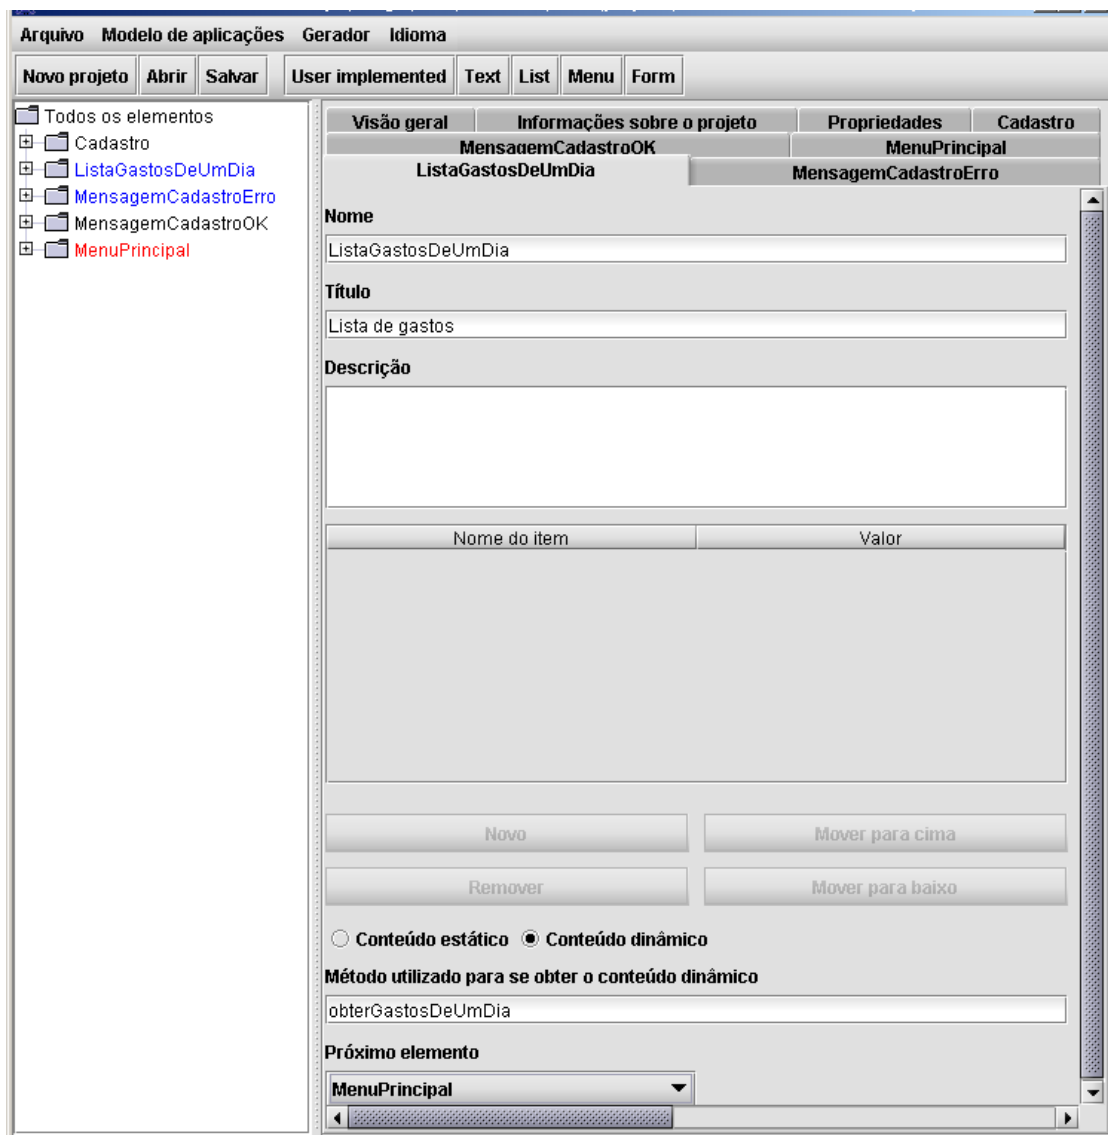 Arquivo Modelo de aplicações Gerador Idioma
Novo projeto Abrir Salvar User implemented Text List Menu Form
Todos os elementos
Cadastro
ListaGastosDeUmDia
MensagemCadastroErro
MensagemCadastroOK
MenuPrincipal
Visão geral Informações sobre o projeto Propriedades Cadastro
MensagemCadastroOK MenuPrincipal
ListaGastosDeUmDia MensagemCadastroErro
Nome
ListaGastosDeUmDia
Título
Lista de gastos
Descrição
Nome do item Valor
Novo Mover para cima
Remover Mover para baixo
Conteúdo estático Conteúdo dinâmico
Método utilizado para se obter o conteúdo dinâmico
obterGastosDeUmDia
Próximo elemento
MenuPrincipal